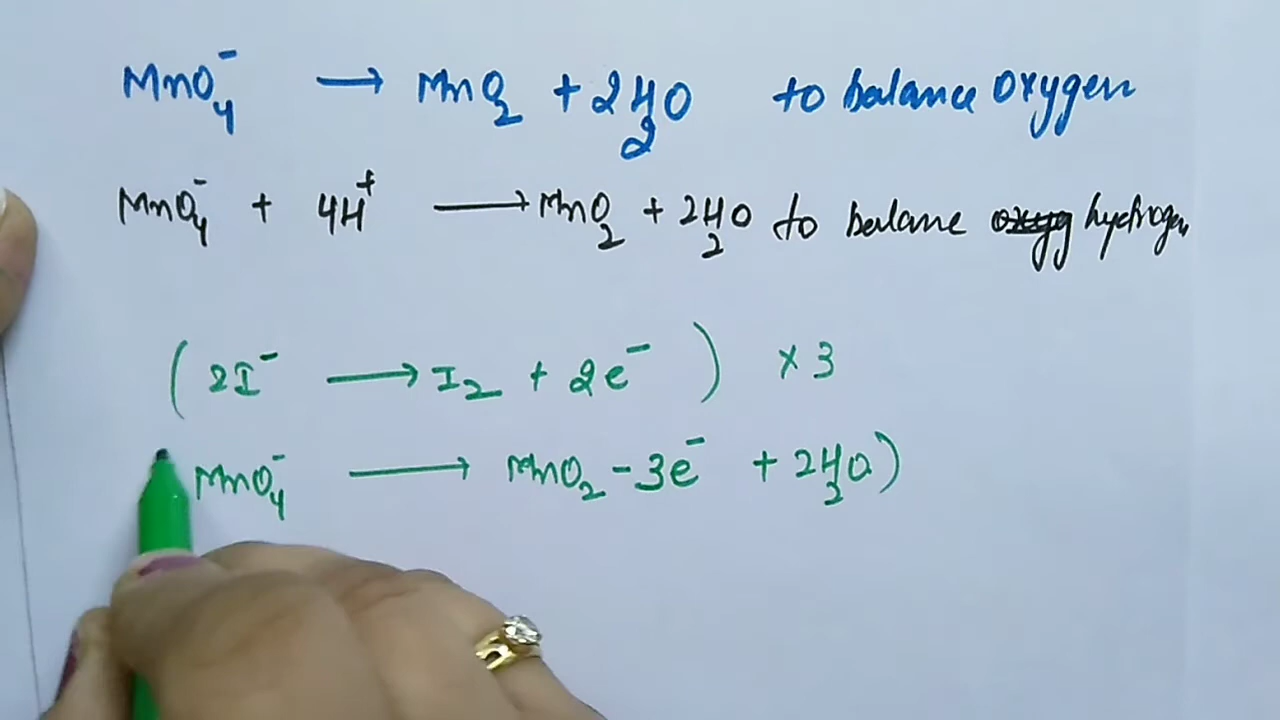 MnO₄⁻ → MnO₂ + 2H₂O to balance oxygen
MnO₄⁻ + 4H⁺ → MnO₂ + 2H₂O to balane hydrogen
(2I⁻ → I₂ + 2e⁻) × 3
MnO₄⁻ → MnO₂ - 3e⁻ + 2H₂O)